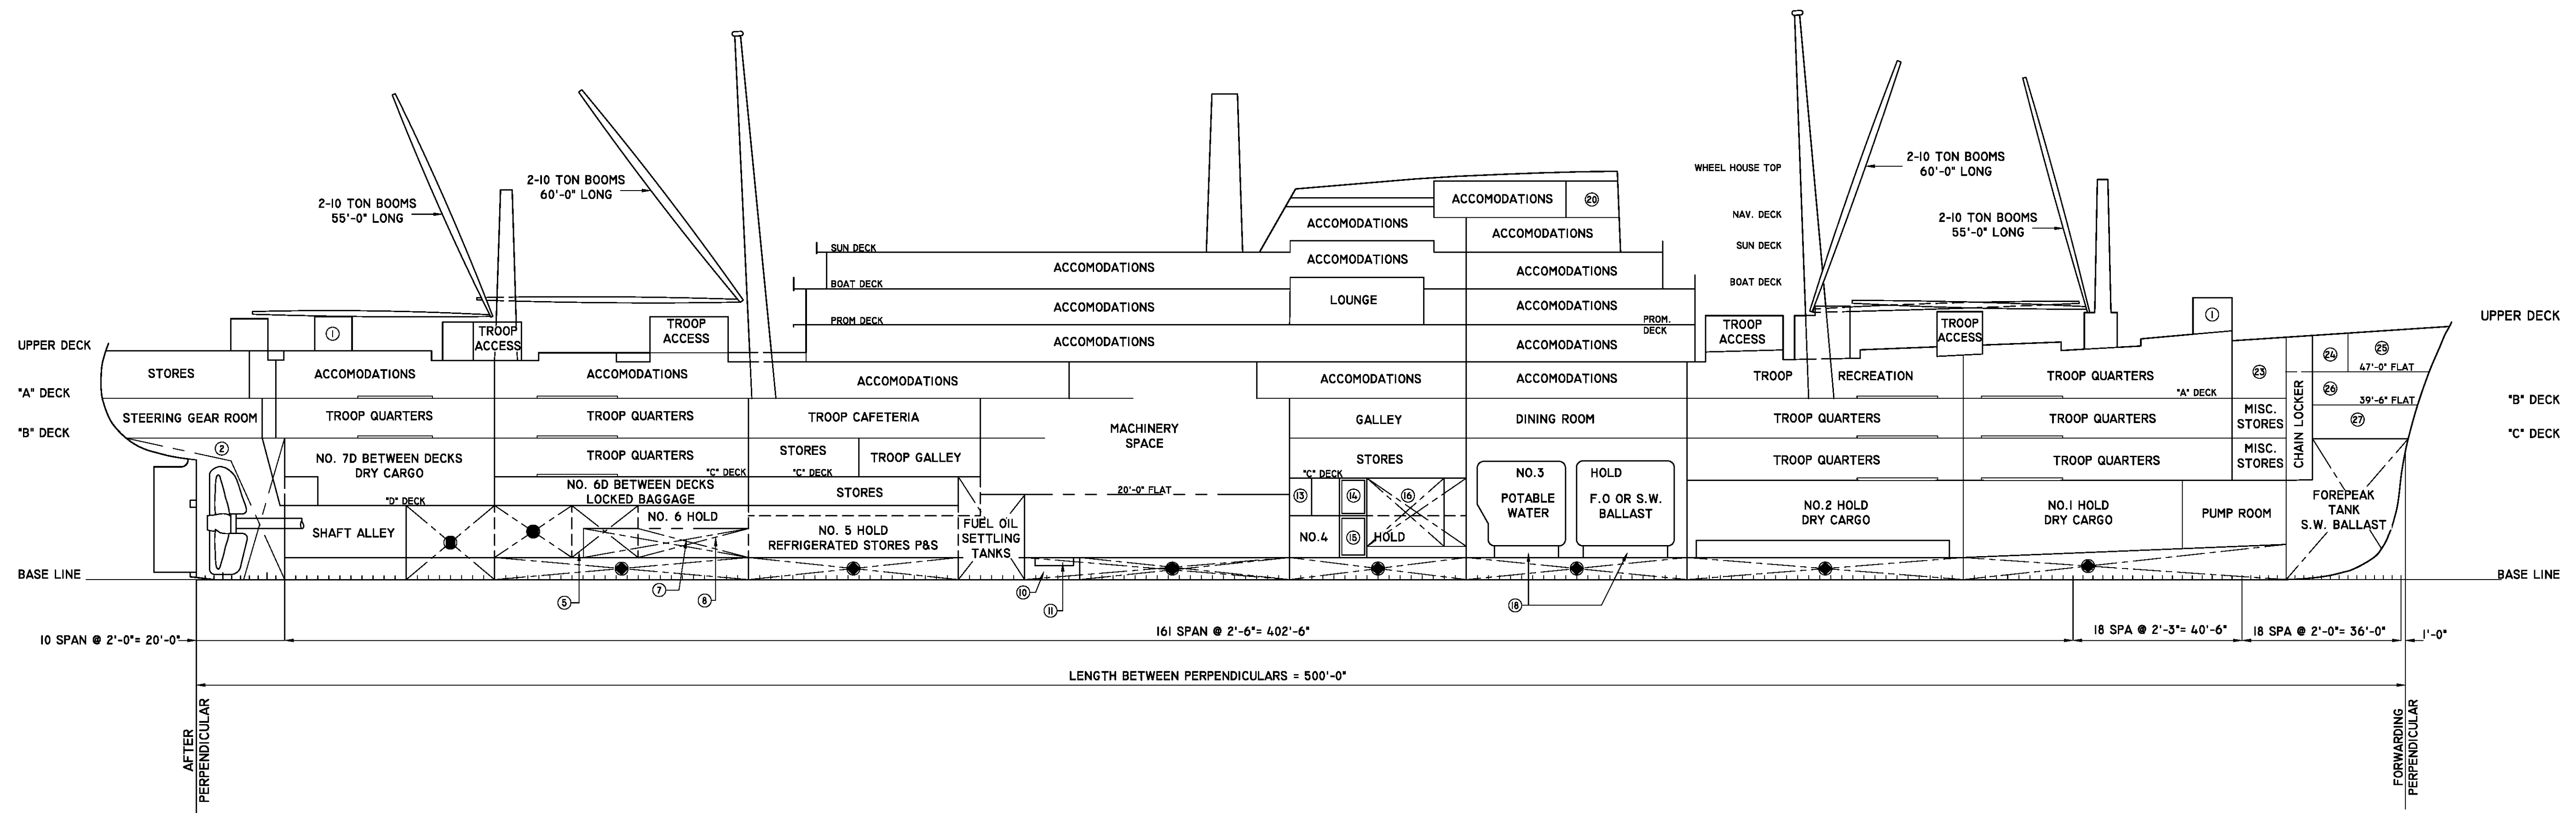 WHEEL HOUSE TOP
NAV. DECK
SUN DECK
BOAT DECK
2-10 TON BOOMS
55'-0" LONG
2-10 TON BOOMS
60'-0" LONG
2-10 TON BOOMS
60'-0" LONG
2-10 TON BOOMS
55'-0" LONG
ACCOMODATIONS
20
ACCOMODATIONS
ACCOMODATIONS
SUN DECK
ACCOMODATIONS
ACCOMODATIONS
ACCOMODATIONS
BOAT DECK
ACCOMODATIONS
LOUNGE
ACCOMODATIONS
PROM DECK
PROM.
DECK
ACCOMODATIONS
ACCOMODATIONS
UPPER DECK
1
TROOP
ACCESS
TROOP
ACCESS
TROOP
ACCESS
TROOP
ACCESS
1
UPPER DECK
STORES
ACCOMODATIONS
ACCOMODATIONS
ACCOMODATIONS
ACCOMODATIONS
ACCOMODATIONS
TROOP RECREATION
TROOP QUARTERS
23
24
25
47'-0" FLAT
"A" DECK
"A" DECK
"B" DECK
STEERING GEAR ROOM
TROOP QUARTERS
TROOP QUARTERS
TROOP CAFETERIA
MACHINERY
SPACE
GALLEY
DINING ROOM
TROOP QUARTERS
TROOP QUARTERS
MISC.
STORES
CHAIN LOCKER
26
39'-6" FLAT
27
"B" DECK
"C" DECK
2
NO. 7D BETWEEN DECKS
DRY CARGO
TROOP QUARTERS
"C" DECK
STORES
"C" DECK
TROOP GALLEY
STORES
"C" DECK
TROOP QUARTERS
TROOP QUARTERS
MISC.
STORES
"D" DECK
NO. 6D BETWEEN DECKS
LOCKED BAGGAGE
STORES
20'-0" FLAT
13
14
16
NO.3
HOLD
POTABLE
WATER
F.O OR S.W.
BALLAST
NO.2 HOLD
DRY CARGO
NO.1 HOLD
DRY CARGO
PUMP ROOM
FOREPEAK
TANK
S.W. BALLAST
SHAFT ALLEY
NO. 6 HOLD
NO. 5 HOLD
REFRIGERATED STORES P&S
FUEL OIL
SETTLING
TANKS
NO.4
15
HOLD
BASE LINE
BASE LINE
5
7
8
10
11
18
10 SPAN @ 2'-0"= 20'-0"
161 SPAN @ 2'-6"= 402'-6"
18 SPA @ 2'-3"= 40'-6"
18 SPA @ 2'-0"= 36'-0"
1'-0"
LENGTH BETWEEN PERPENDICULARS = 500'-0"
AFTER
PERPENDICULAR
FORWARDING
PERPENDICULAR